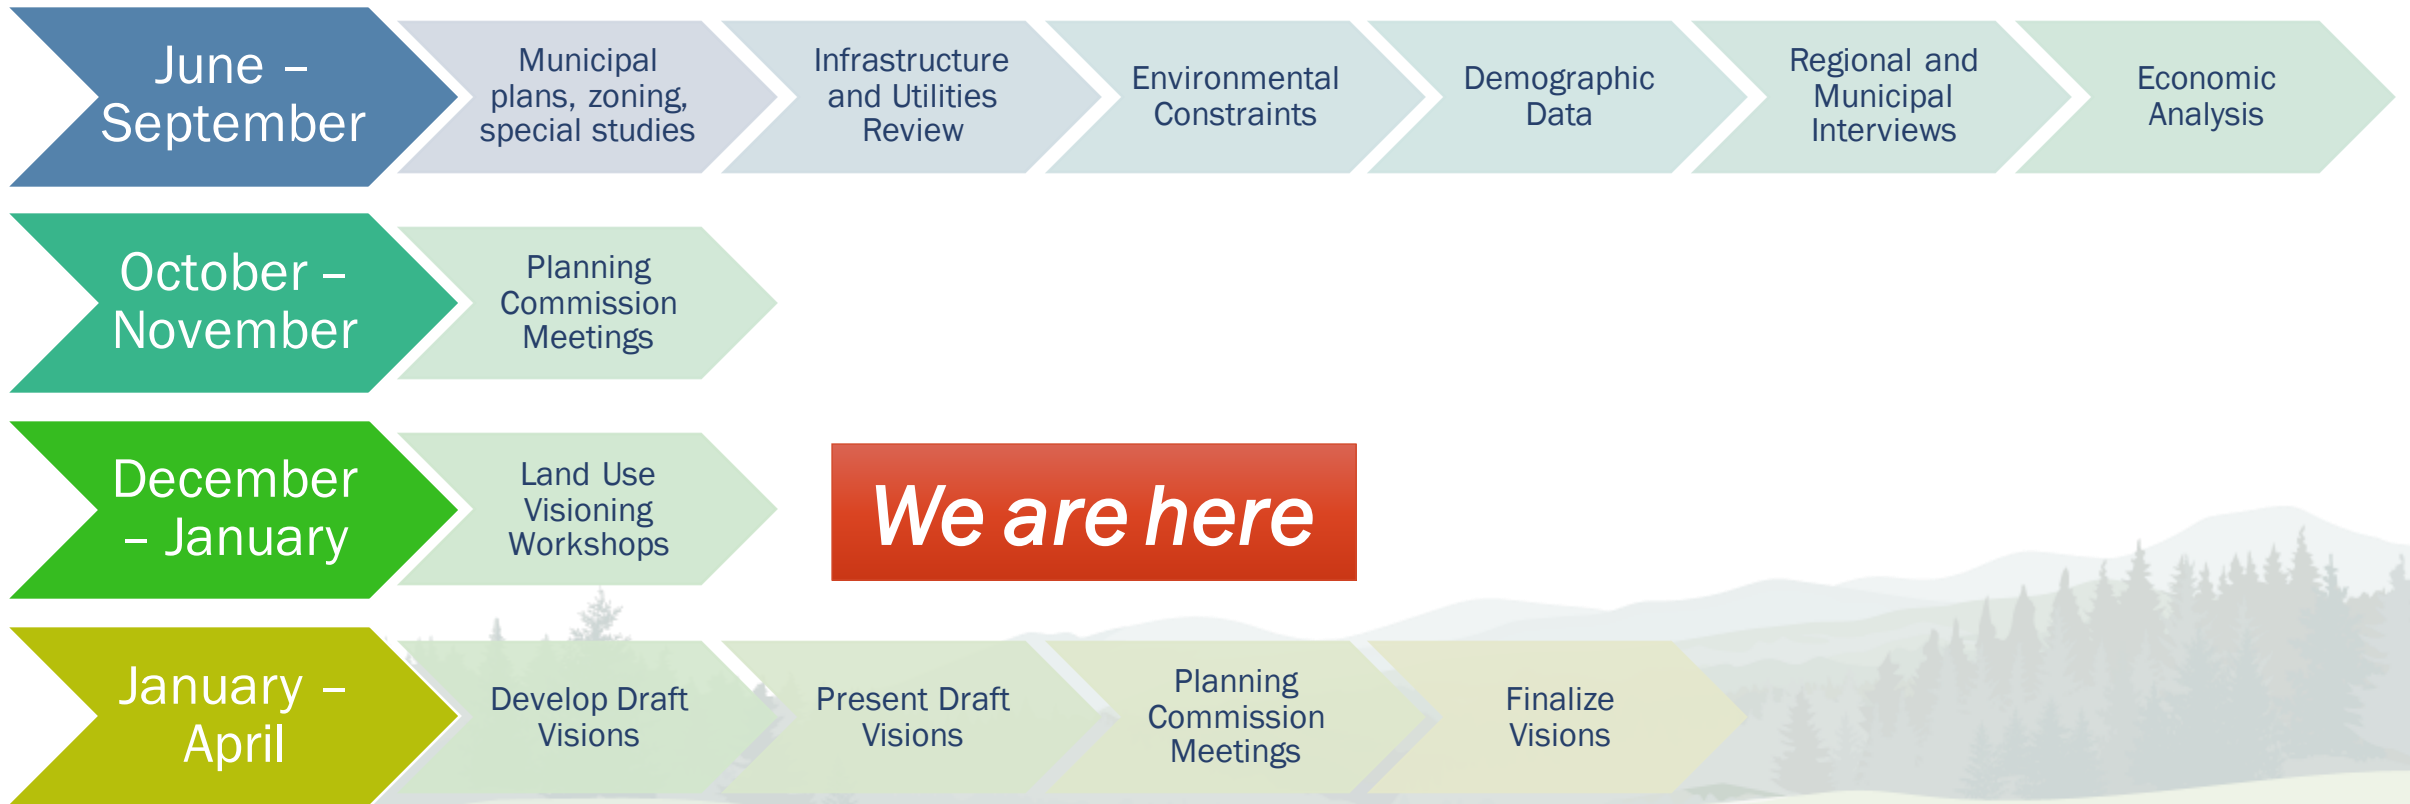 June –
September
Municipal
plans, zoning,
special studies
Infrastructure
and Utilities
Review
Environmental
Constraints
Demographic
Data
Regional and
Municipal
Interviews
Economic
Analysis
October –
November
Planning
Commission
Meetings
December
– January
Land Use
Visioning
Workshops
We are here
January –
April
Develop Draft
Visions
Present Draft
Visions
Planning
Commission
Meetings
Finalize
Visions